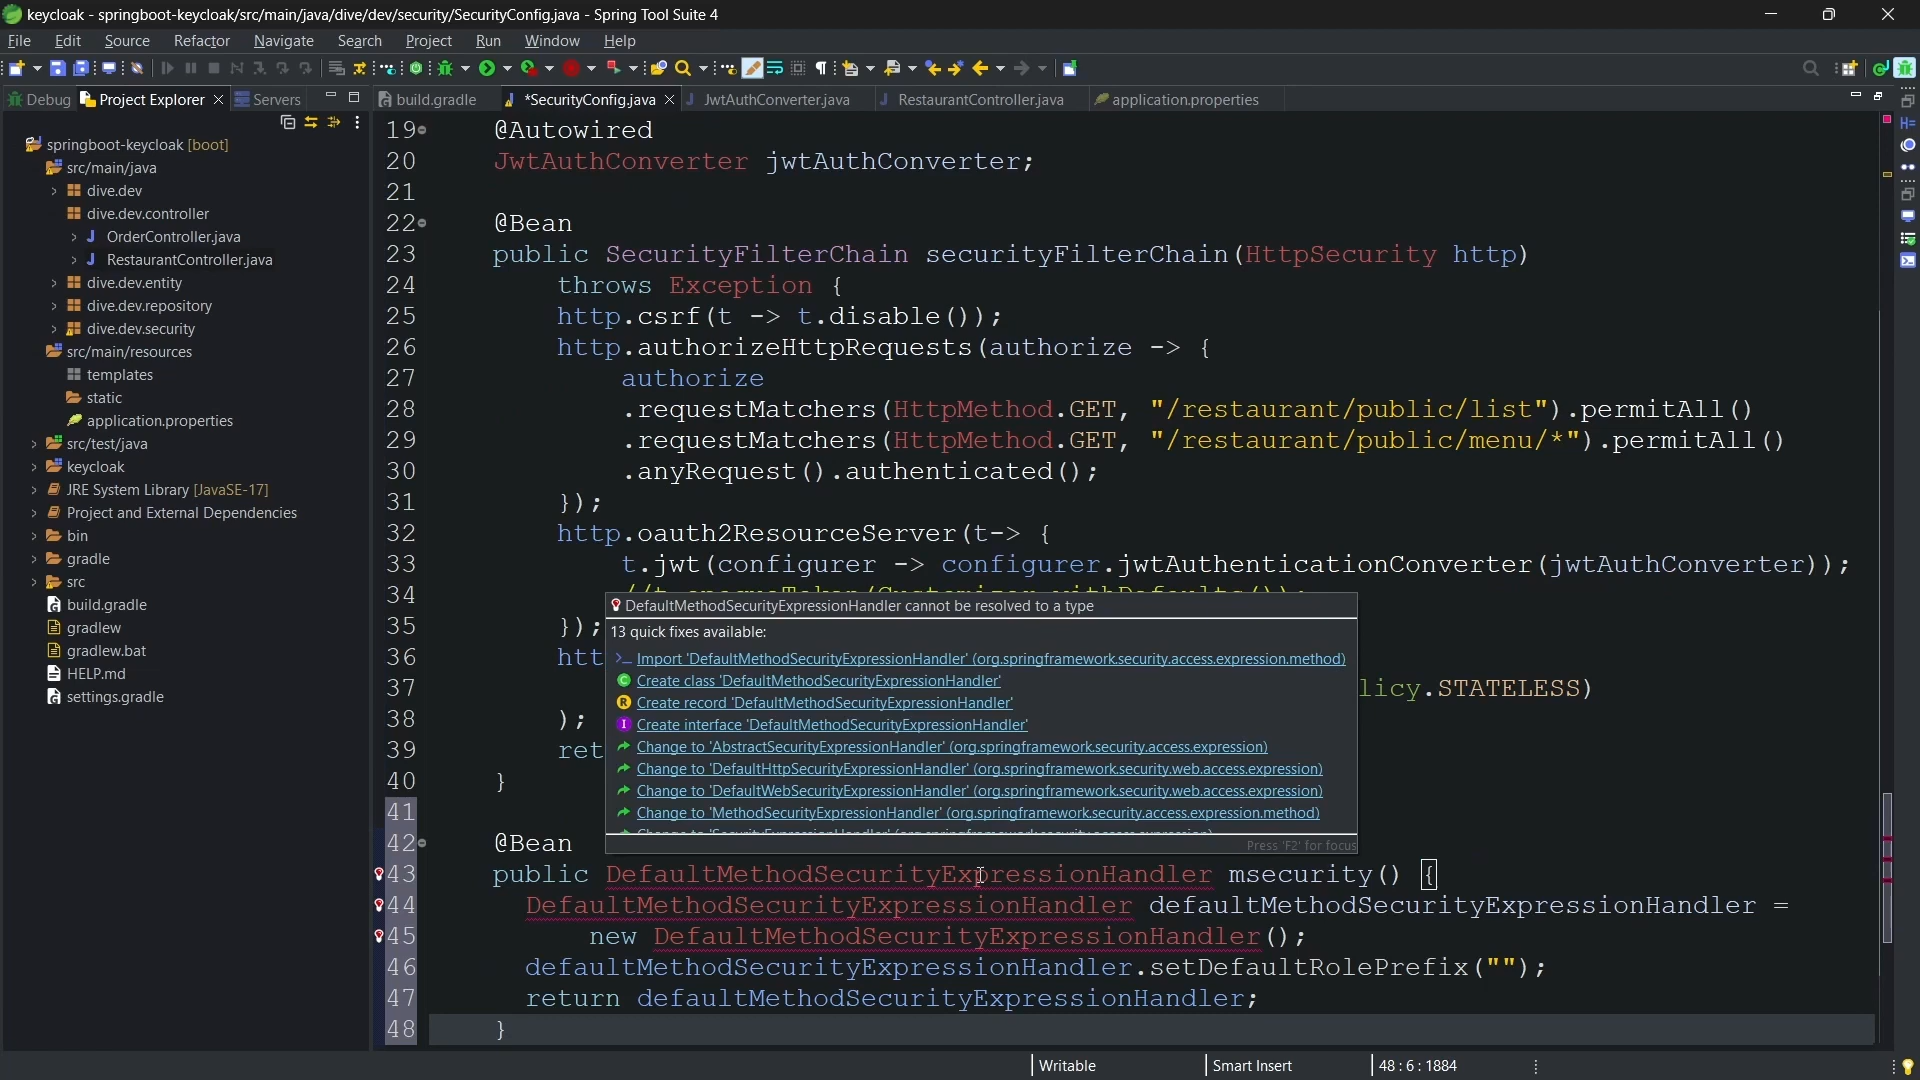 keycloak - springboot-keycloak/src/main/java/dive/dev/security/SecurityConfig.java - Spring Tool Suite 4
File Edit Source Refactor Navigate Search Project Run Window Help
Debug Project Explorer Servers
build.gradle *SecurityConfig.java JwtAuthConverter.java RestaurantController.java application.properties
springboot-keycloak [boot]
src/main/java
dive.dev
dive.dev.controller
OrderController.java
RestaurantController.java
dive.dev.entity
dive.dev.repository
dive.dev.security
src/main/resources
templates
static
application.properties
src/test/java
keycloak
JRE System Library [JavaSE-17]
Project and External Dependencies
bin
gradle
src
build.gradle
gradlew
gradlew.bat
HELP.md
settings.gradle
19 @Autowired
20 JwtAuthConverter jwtAuthConverter;
21
22 @Bean
23 public SecurityFilterChain securityFilterChain(HttpSecurity http)
24 throws Exception {
25 http.csrf(t -> t.disable());
26 http.authorizeHttpRequests(authorize -> {
27 authorize
28 .requestMatchers(HttpMethod.GET, "/restaurant/public/list").permitAll()
29 .requestMatchers(HttpMethod.GET, "/restaurant/public/menu/*").permitAll()
30 .anyRequest().authenticated();
31 });
32 http.oauth2ResourceServer(t-> {
33 t.jwt(configurer -> configurer.jwtAuthenticationConverter(jwtAuthConverter));
34
35 });
36 htt
37 licy.STATELESS)
38 );
39 ret
40 }
41
42 @Bean
43 public DefaultMethodSecurityExpressionHandler msecurity() {
44 DefaultMethodSecurityExpressionHandler defaultMethodSecurityExpressionHandler =
45 new DefaultMethodSecurityExpressionHandler();
46 defaultMethodSecurityExpressionHandler.setDefaultRolePrefix("");
47 return defaultMethodSecurityExpressionHandler;
48 }
DefaultMethodSecurityExpressionHandler cannot be resolved to a type
13 quick fixes available:
Import 'DefaultMethodSecurityExpressionHandler' (org.springframework.security.access.expression.method)
Create class 'DefaultMethodSecurityExpressionHandler'
Create record 'DefaultMethodSecurityExpressionHandler'
Create interface 'DefaultMethodSecurityExpressionHandler'
Change to 'AbstractSecurityExpressionHandler' (org.springframework.security.access.expression)
Change to 'DefaultHttpSecurityExpressionHandler' (org.springframework.security.web.access.expression)
Change to 'DefaultWebSecurityExpressionHandler' (org.springframework.security.web.access.expression)
Change to 'MethodSecurityExpressionHandler' (org.springframework.security.access.expression.method)
Press 'F2' for focus
Writable Smart Insert 48 : 6 : 1884